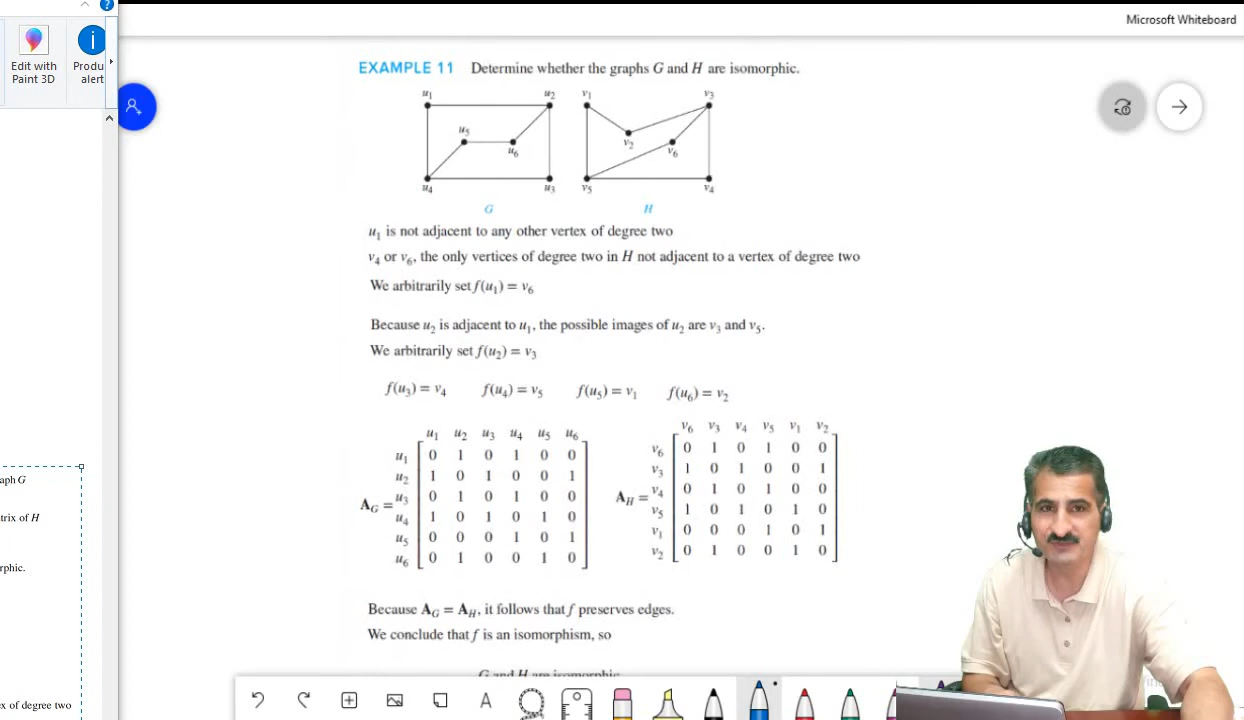 Microsoft Whiteboard
Edit with
Paint 3D
Produ
alert
EXAMPLE 11 Determine whether the graphs G and H are isomorphic.
u1 u2 v1 v3
u5 u6 v2 v6
u4 u3 v5 v4
G H
u1 is not adjacent to any other vertex of degree two
v4 or v6, the only vertices of degree two in H not adjacent to a vertex of degree two
We arbitrarily set f(u1) = v6
Because u2 is adjacent to u1, the possible images of u2 are v3 and v5.
We arbitrarily set f(u2) = v3
f(u3) = v4 f(u4) = v5 f(u5) = v1 f(u6) = v2
u1 u2 u3 u4 u5 u6
u1 0 1 0 1 0 0
u2 1 0 1 0 0 1
AG = u3 0 1 0 1 0 0
u4 1 0 1 0 1 0
u5 0 0 0 1 0 1
u6 0 1 0 0 1 0
v6 v3 v4 v5 v1 v2
v6 0 1 0 1 0 0
v3 1 0 1 0 0 1
AH = v4 0 1 0 1 0 0
v5 1 0 1 0 1 0
v1 0 0 0 1 0 1
v2 0 1 0 0 1 0
Because AG = AH, it follows that f preserves edges.
We conclude that f is an isomorphism, so
G and H are isomorphic
aph G
trix of H
rphic.
x of degree two